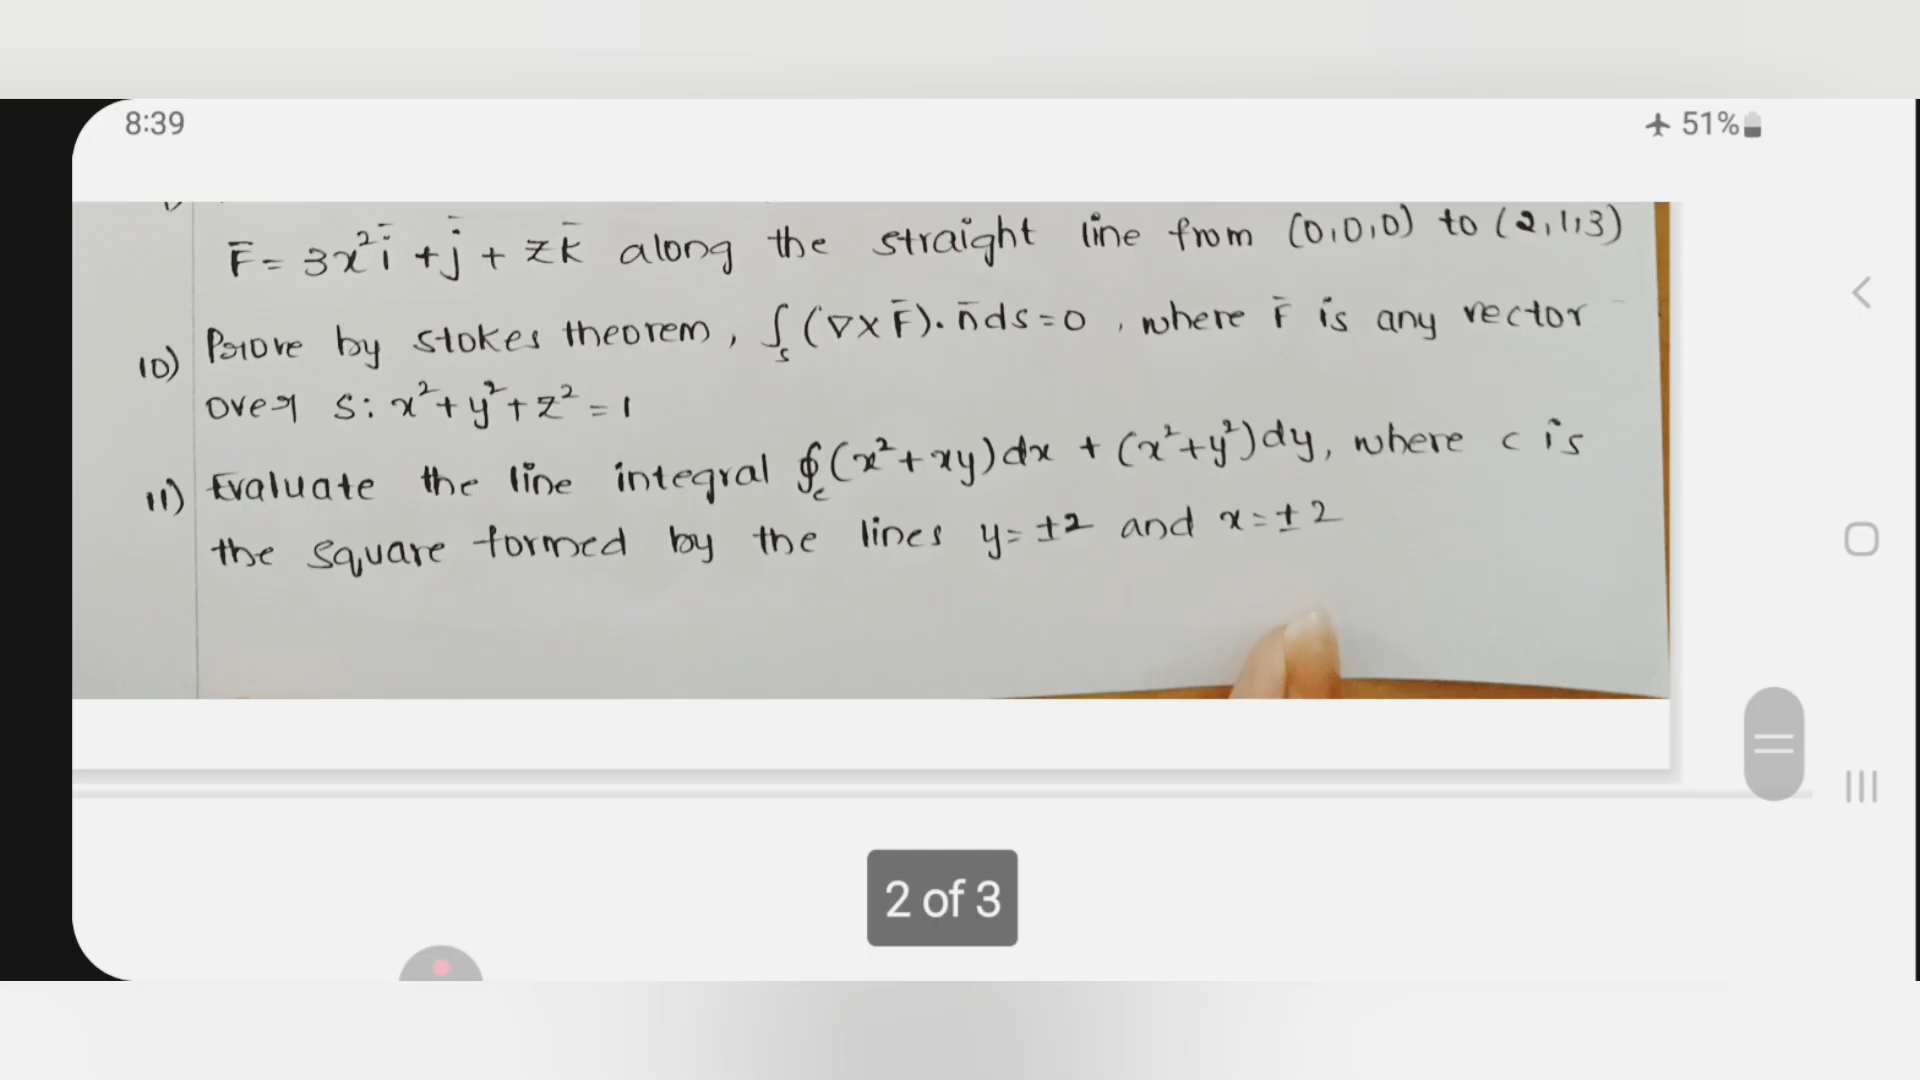 8:39
51%
F̄ = 3x²ī + j̄ + zk̄ along the straight line from (0,0,0) to (2,1,3)
10) Prove by stokes theorem, ∫ₛ (∇×F̄). n̄ ds = 0, where F̄ is any vector
over s: x²+y²+z² = 1
11) Evaluate the line integral ∮c (x²+xy)dx + (x²+y²)dy, where c is
the square formed by the lines y=±2 and x=±2
2 of 3